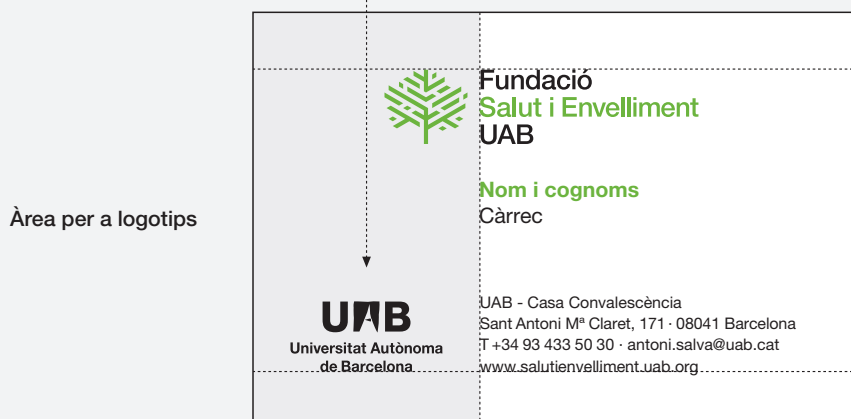 Fundació
Salut i Envelliment
UAB
Nom i cognoms
Càrrec
Àrea per a logotips
UAB
Universitat Autònoma
de Barcelona
UAB - Casa Convalescència
Sant Antoni Mª Claret, 171 · 08041 Barcelona
T +34 93 433 50 30 · antoni.salva@uab.cat
www.salutienvelliment.uab.org